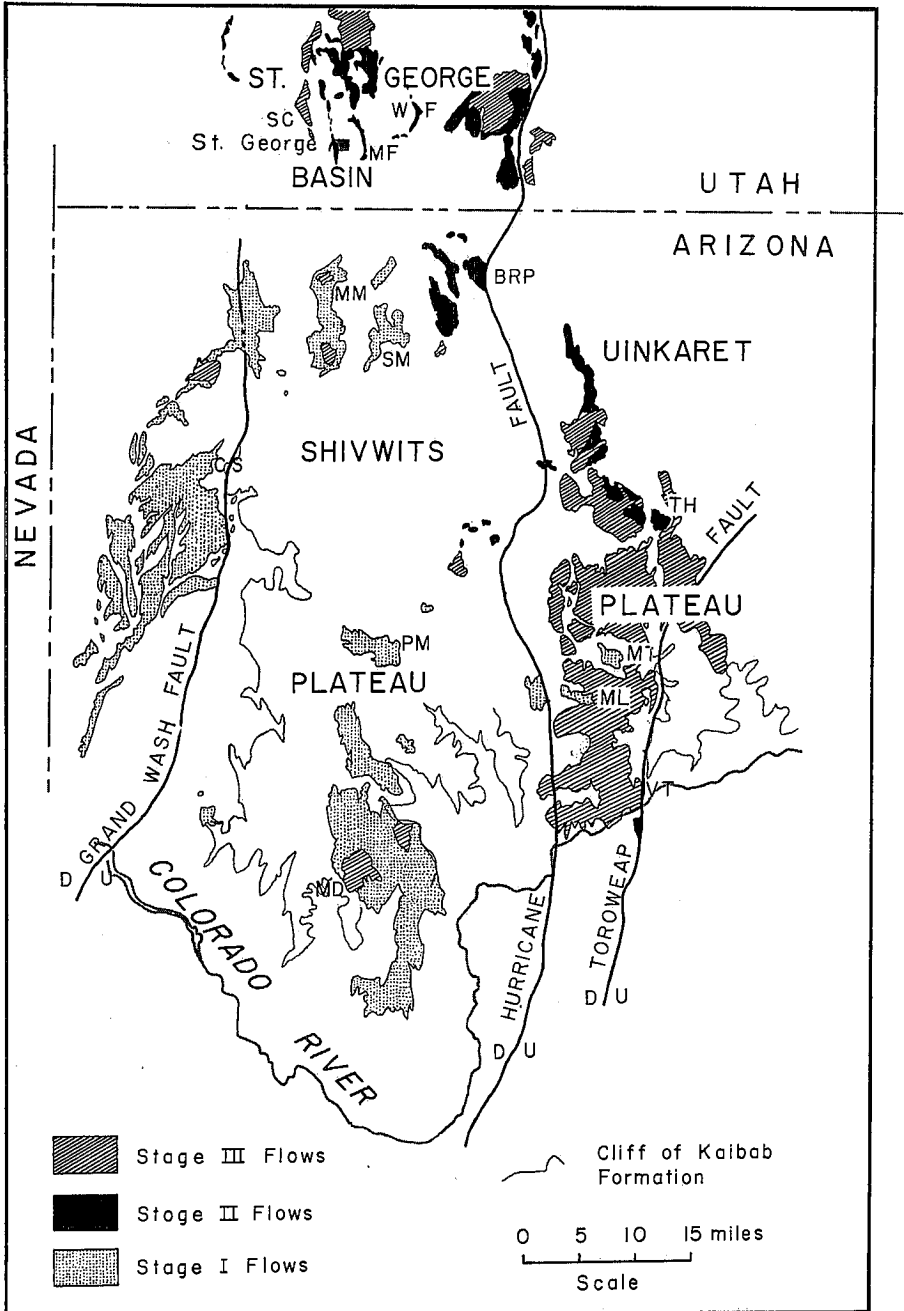 ST. GEORGE
W F
SC
St. George
MF
BASIN
UTAH
ARIZONA
BRP
MM
SM
UINKARET
FAULT
SHIVWITS
NEVADA
GS
TH
FAULT
PLATEAU
PM
MT
PLATEAU
ML
GRAND WASH FAULT
VT
D U
MD
COLORADO
RIVER
HURRICANE
TOROWEAP
D U
D U
Stage III Flows
Stage II Flows
Stage I Flows
Cliff of Kaibab
Formation
0 5 10 15 miles
Scale